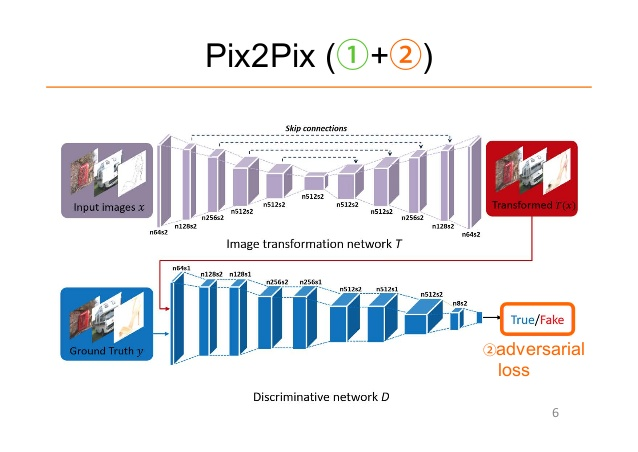 Pix2Pix (①+②)
Skip connections
Input images x
n64s2
n128s2
n256s2
n512s2
n512s2
n512s2
n512s2
n512s2
n256s2
n128s2
n64s2
Transformed T(x)
Image transformation network T
n64s1
n128s2
n128s1
n256s2
n256s1
n512s2
n512s1
n512s2
n8s2
Ground Truth y
True/Fake
②adversarial
loss
Discriminative network D
6